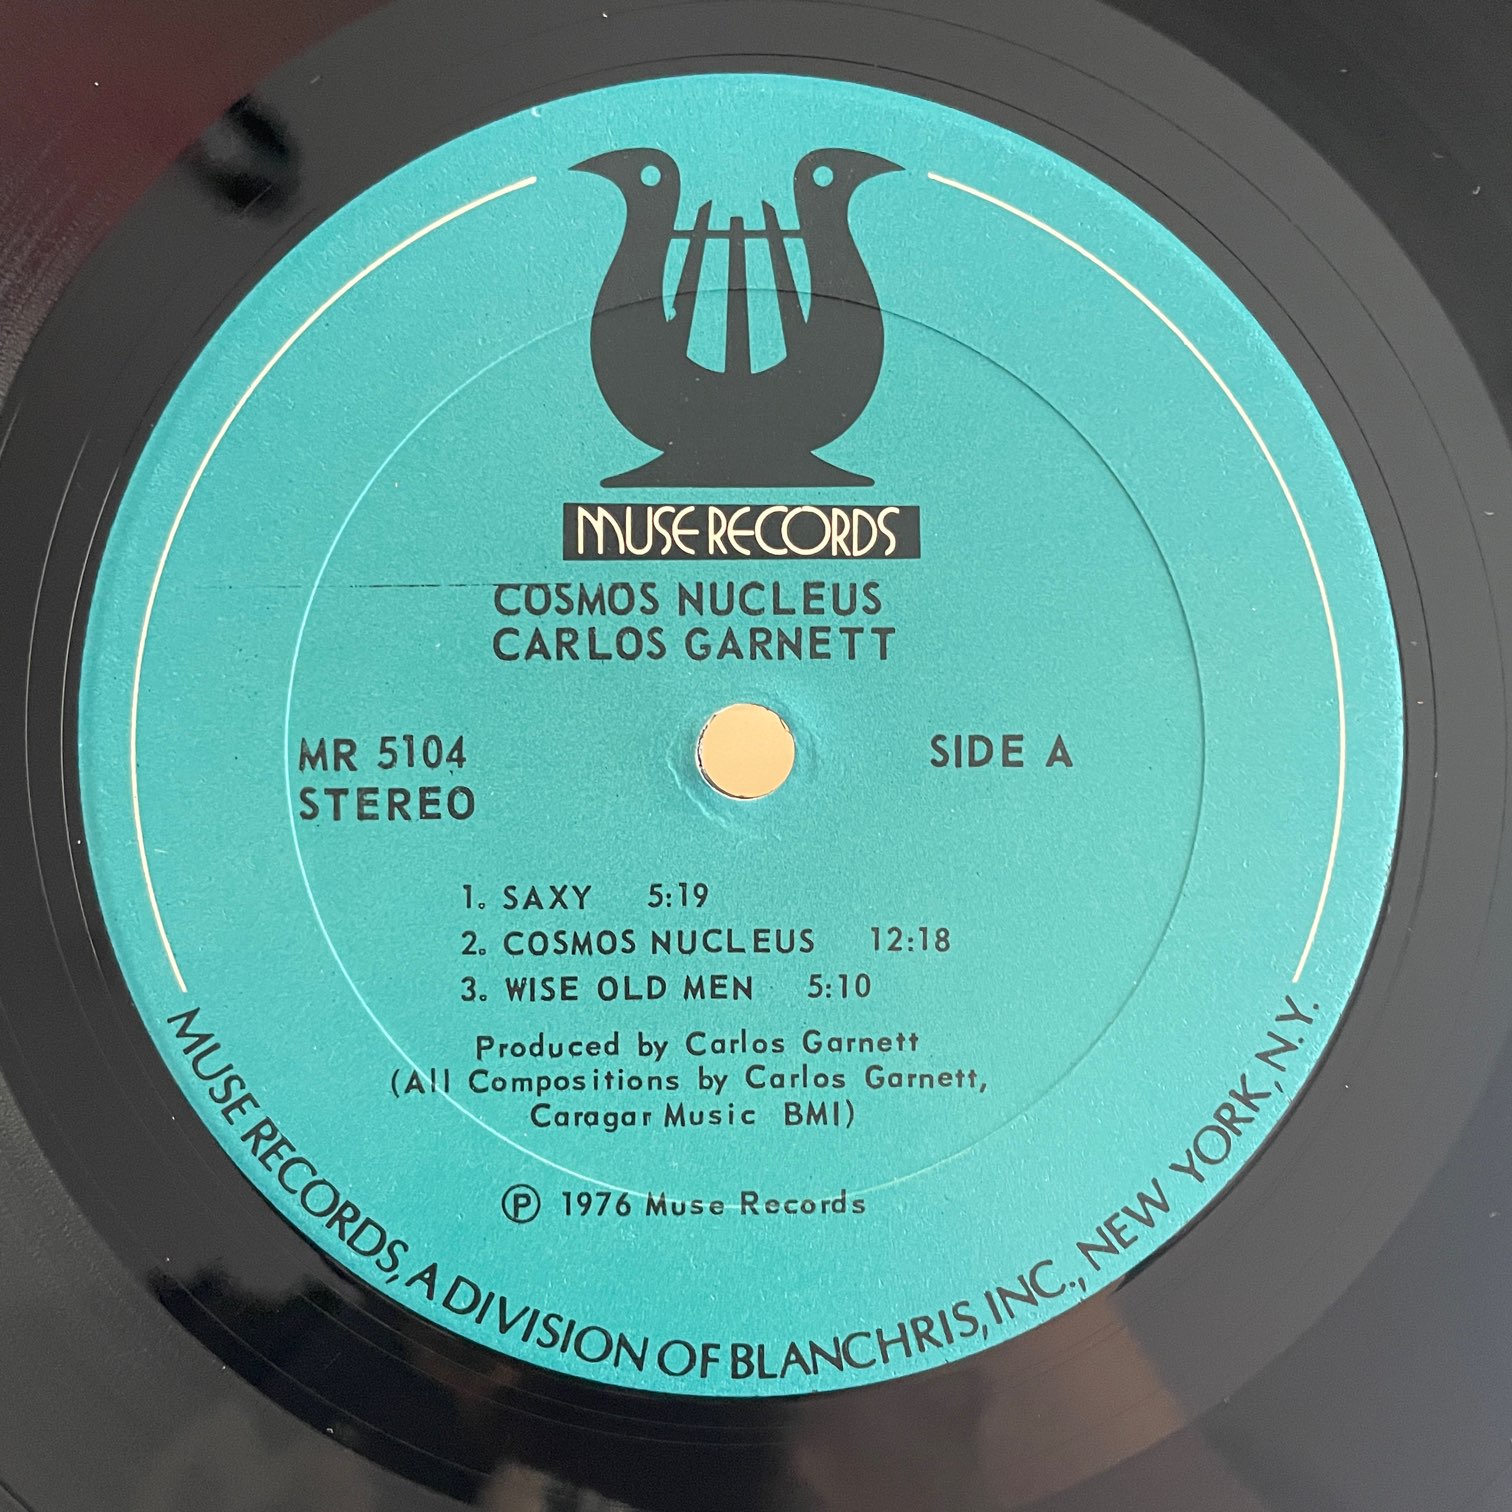 MUSE RECORDS
COSMOS NUCLEUS
CARLOS GARNETT
MR 5104
STEREO
SIDE A
1. SAXY 5:19
2. COSMOS NUCLEUS 12:18
3. WISE OLD MEN 5:10
Produced by Carlos Garnett
(All Compositions by Carlos Garnett,
Caragar Music BMI)
Ⓟ 1976 Muse Records
MUSE RECORDS, A DIVISION OF BLANCHRIS, INC., NEW YORK, N.Y.